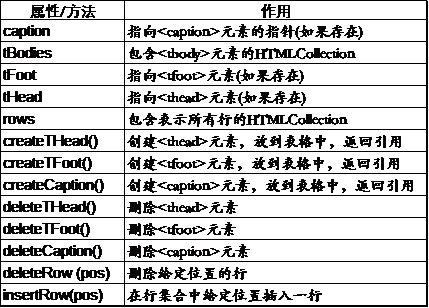 属性/方法 作用
caption 指向<caption>元素的指针(如果存在)
tBodies 包含<tbody>元素的HTMLCollection
tFoot 指向<tfoot>元素(如果存在)
tHead 指向<thead>元素(如果存在)
rows 包含表示所有行的HTMLCollection
createTHead() 创建<thead>元素，放到表格中，返回引用
createTFoot() 创建<tfoot>元素，放到表格中，返回引用
createCaption() 创建<caption>元素，放到表格中，返回引用
deleteTHead() 删除<thead>元素
deleteTFoot() 删除<tfoot>元素
deleteCaption() 删除<caption>元素
deleteRow (pos) 删除给定位置的行
insertRow(pos) 在行集合中给定位置插入一行